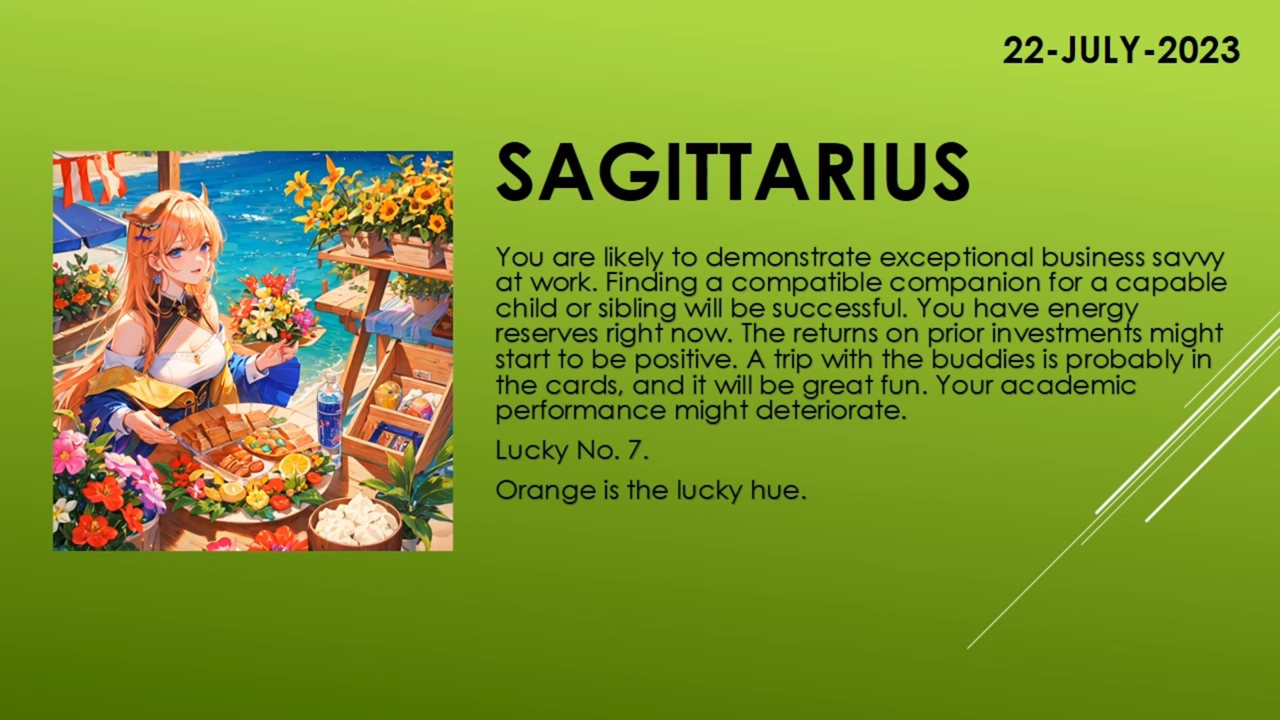 22-JULY-2023
SAGITTARIUS
You are likely to demonstrate exceptional business savvy
at work. Finding a compatible companion for a capable
child or sibling will be successful. You have energy
reserves right now. The returns on prior investments might
start to be positive. A trip with the buddies is probably in
the cards, and it will be great fun. Your academic
performance might deteriorate.
Lucky No. 7.
Orange is the lucky hue.